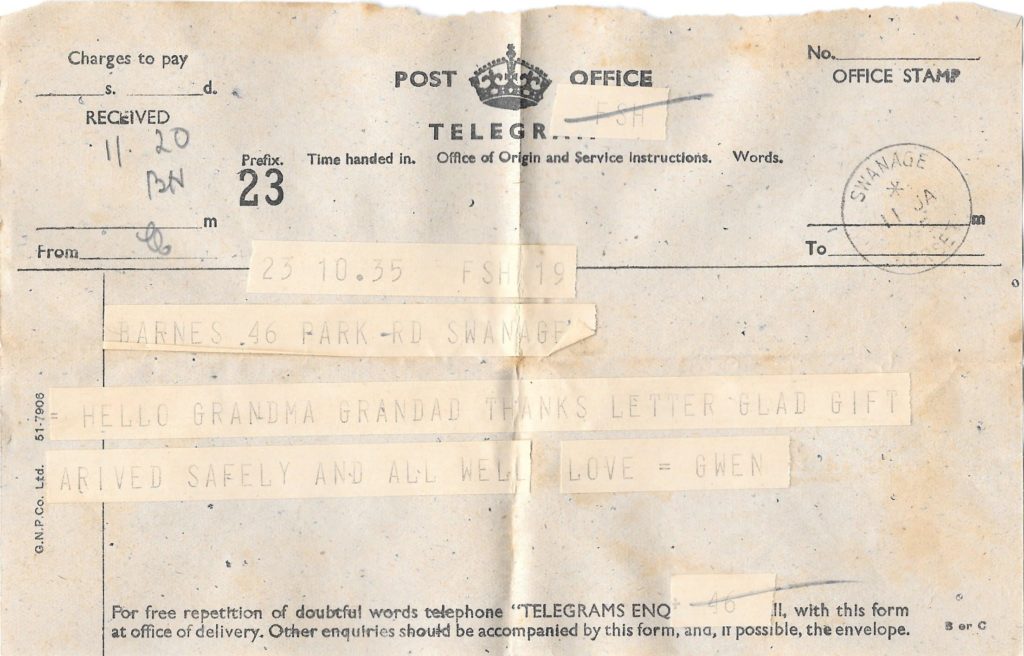 Charges to pay
s. d.
RECEIVED
11. 20
BH
m
From
POST OFFICE
FSH
TELEGR
Prefix. Time handed in. Office of Origin and Service Instructions. Words.
23
No.
OFFICE STAMP
SWANAGE
* JA
11
m
To
23 10.35 FSH 19
BARNES 46 PARK RD SWANAGE
= HELLO GRANDMA GRANDAD THANKS LETTER GLAD GIFT
ARIVED SAFELY AND ALL WELL LOVE = GWEN
G.N.P.Co. Ltd. 51-7906
+ 46
For free repetition of doubtful words telephone "TELEGRAMS ENQ ll, with this form
at office of delivery. Other enquiries should be accompanied by this form, and, if possible, the envelope.
B or C